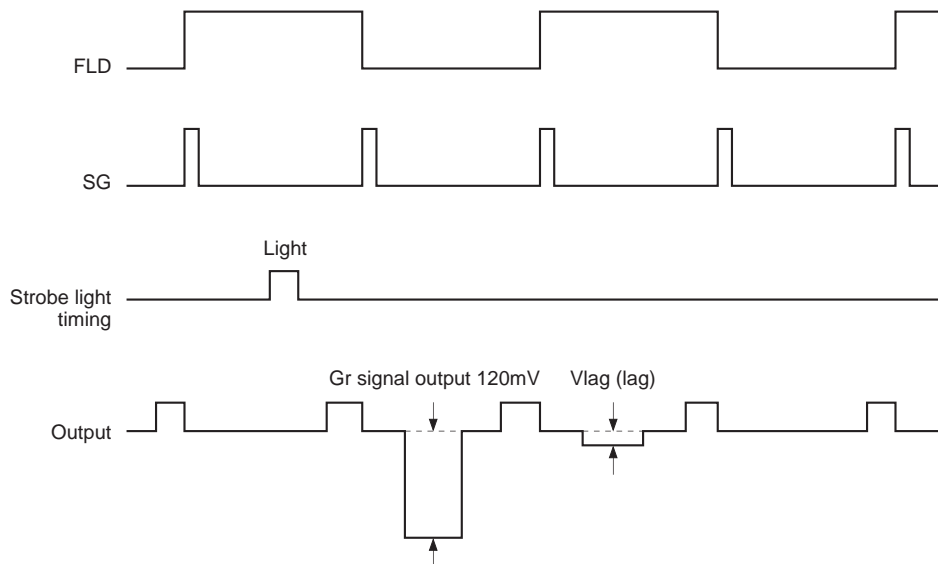 FLD
SG
Light
Strobe light
timing
Gr signal output 120mV
Vlag (lag)
Output